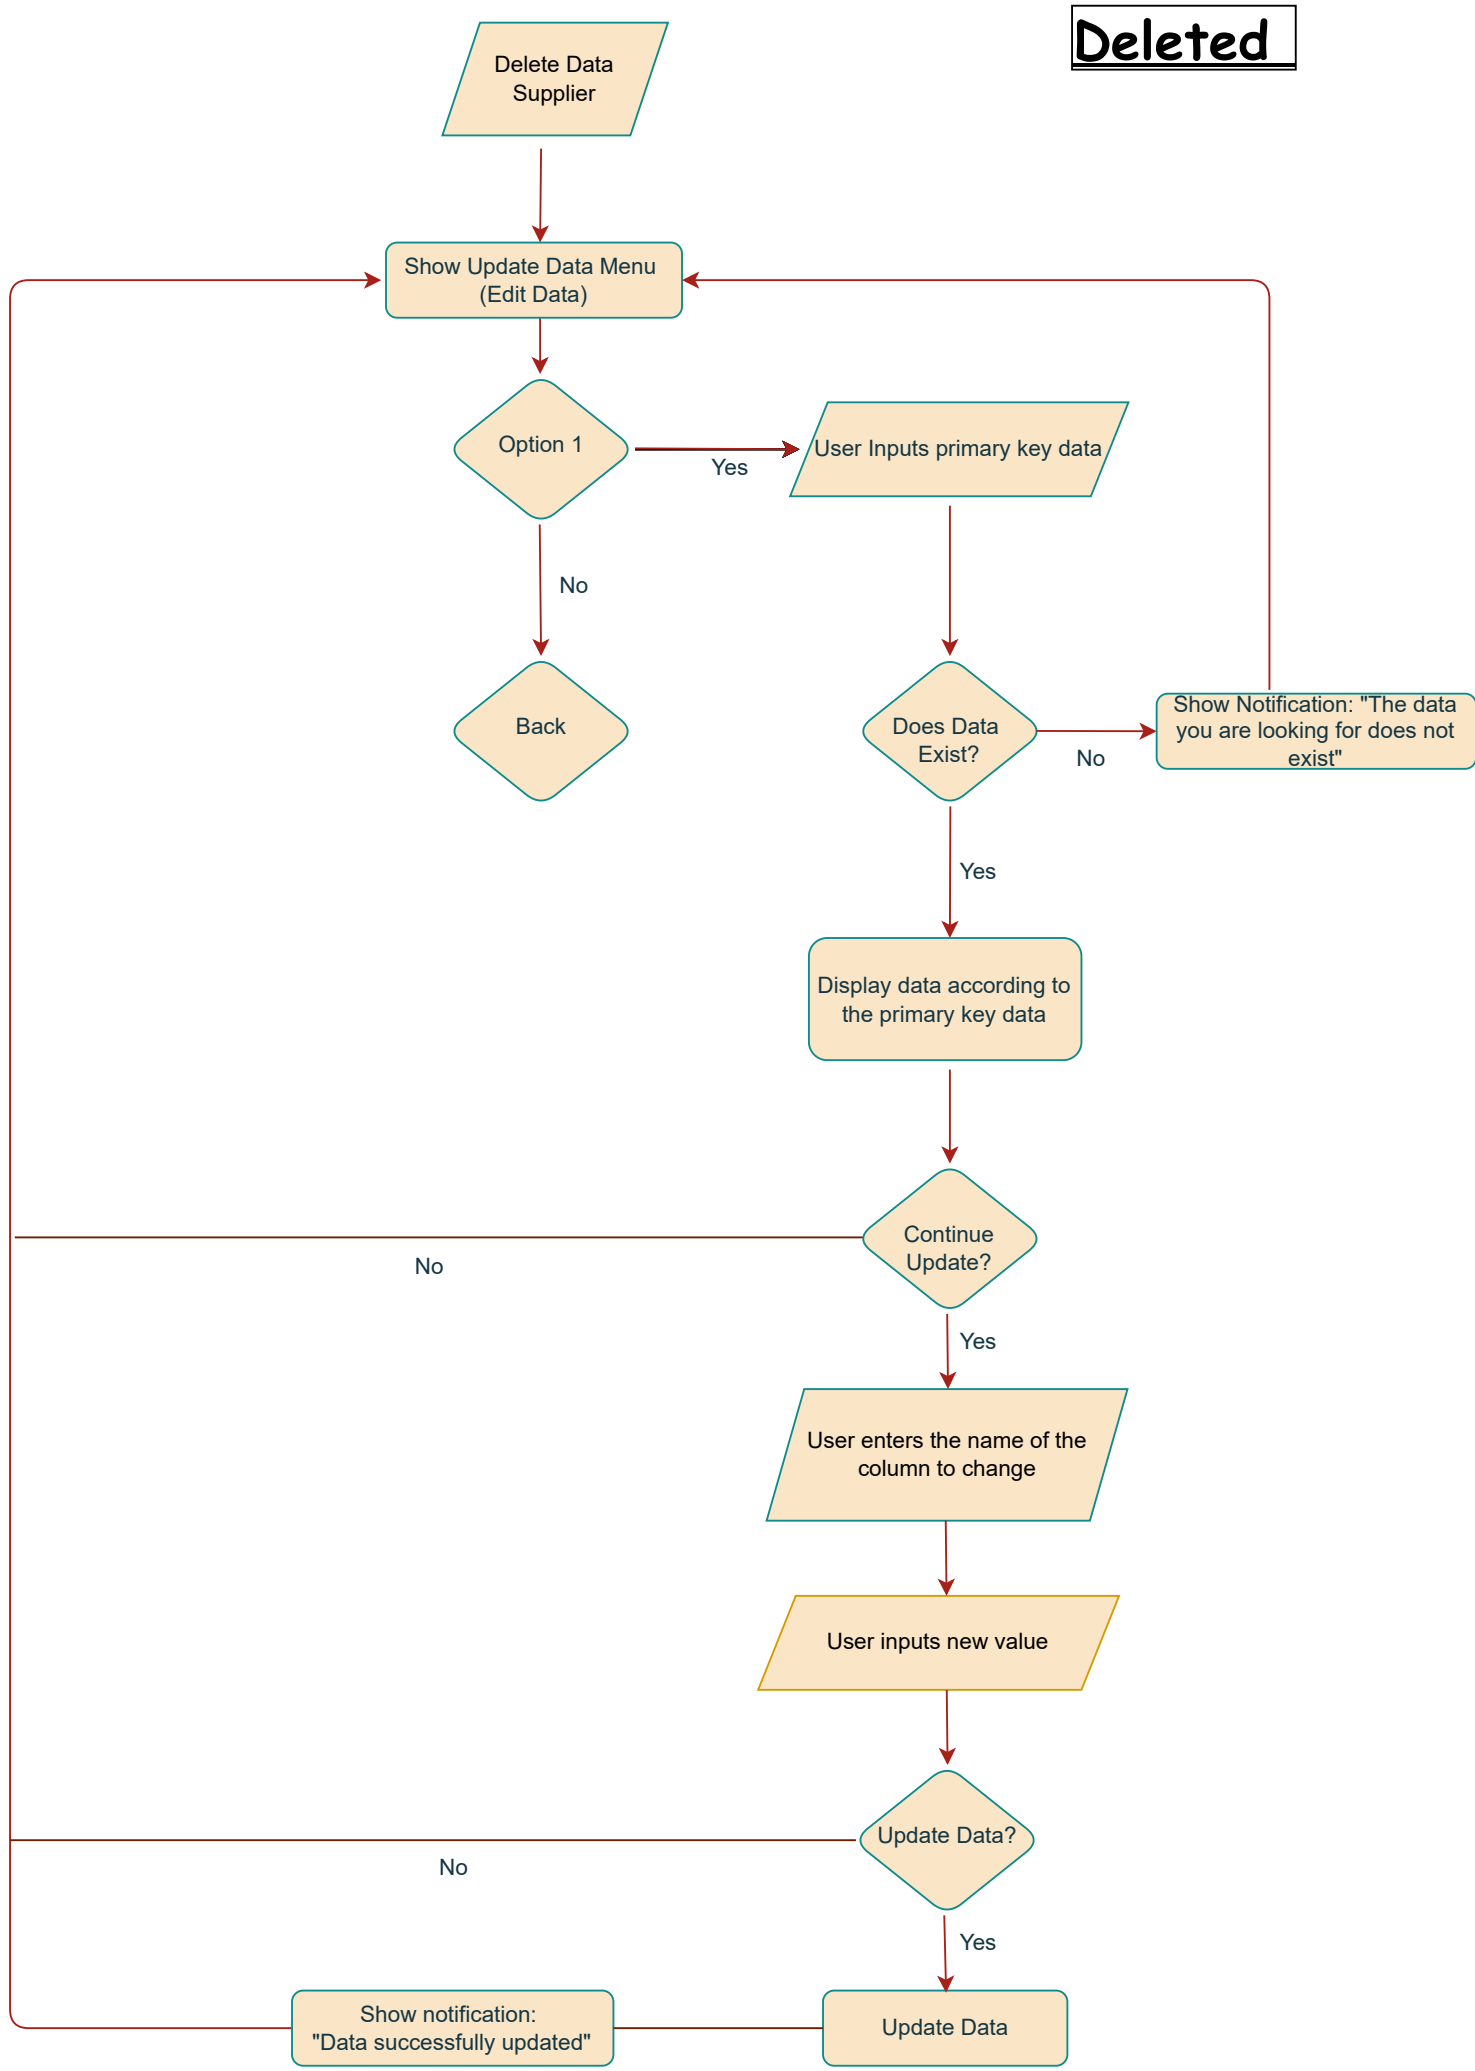 Deleted
Delete Data
Supplier
Show Update Data Menu
(Edit Data)
Option 1
Yes
User Inputs primary key data
No
Back
Does Data
Exist?
No
Show Notification: "The data
you are looking for does not
exist"
Yes
Display data according to
the primary key data
Continue
Update?
No
Yes
User enters the name of the
column to change
User inputs new value
Update Data?
No
Yes
Show notification:
"Data successfully updated"
Update Data